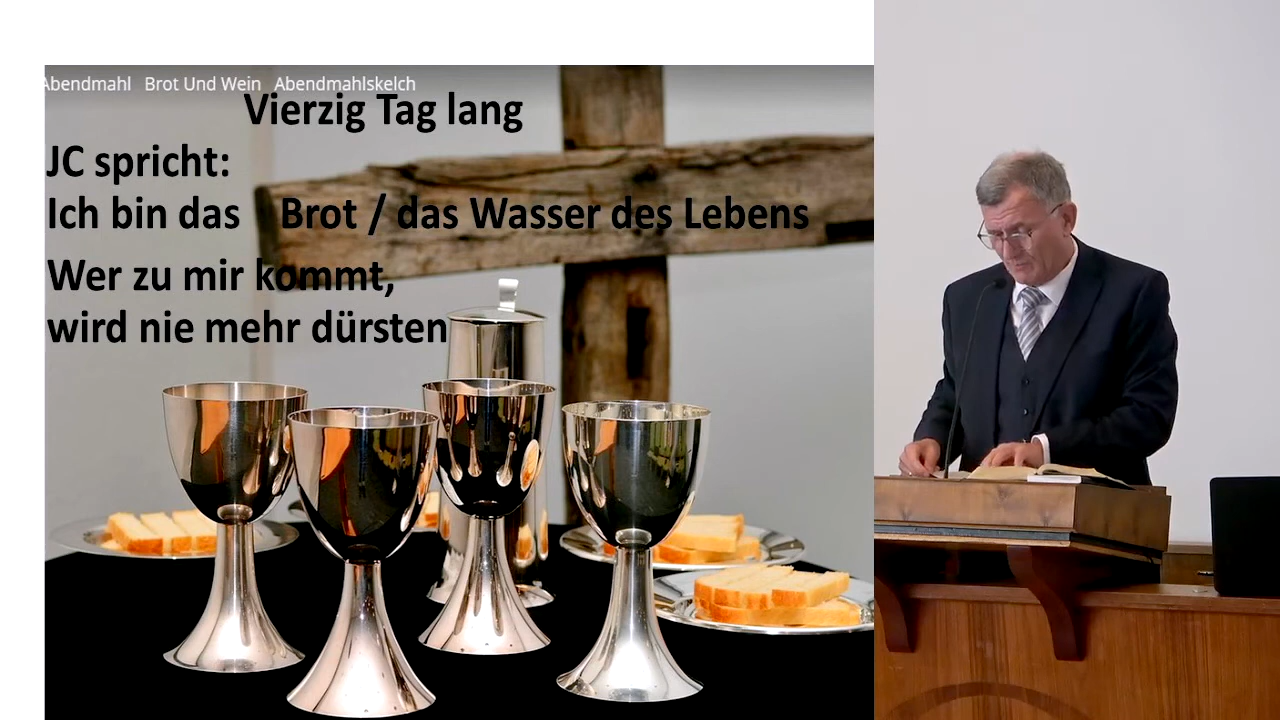 Abendmahl Brot Und Wein Abendmahlskelch
Vierzig Tag lang
JC spricht:
Ich bin das Brot / das Wasser des Lebens
Wer zu mir kommt,
wird nie mehr dürsten